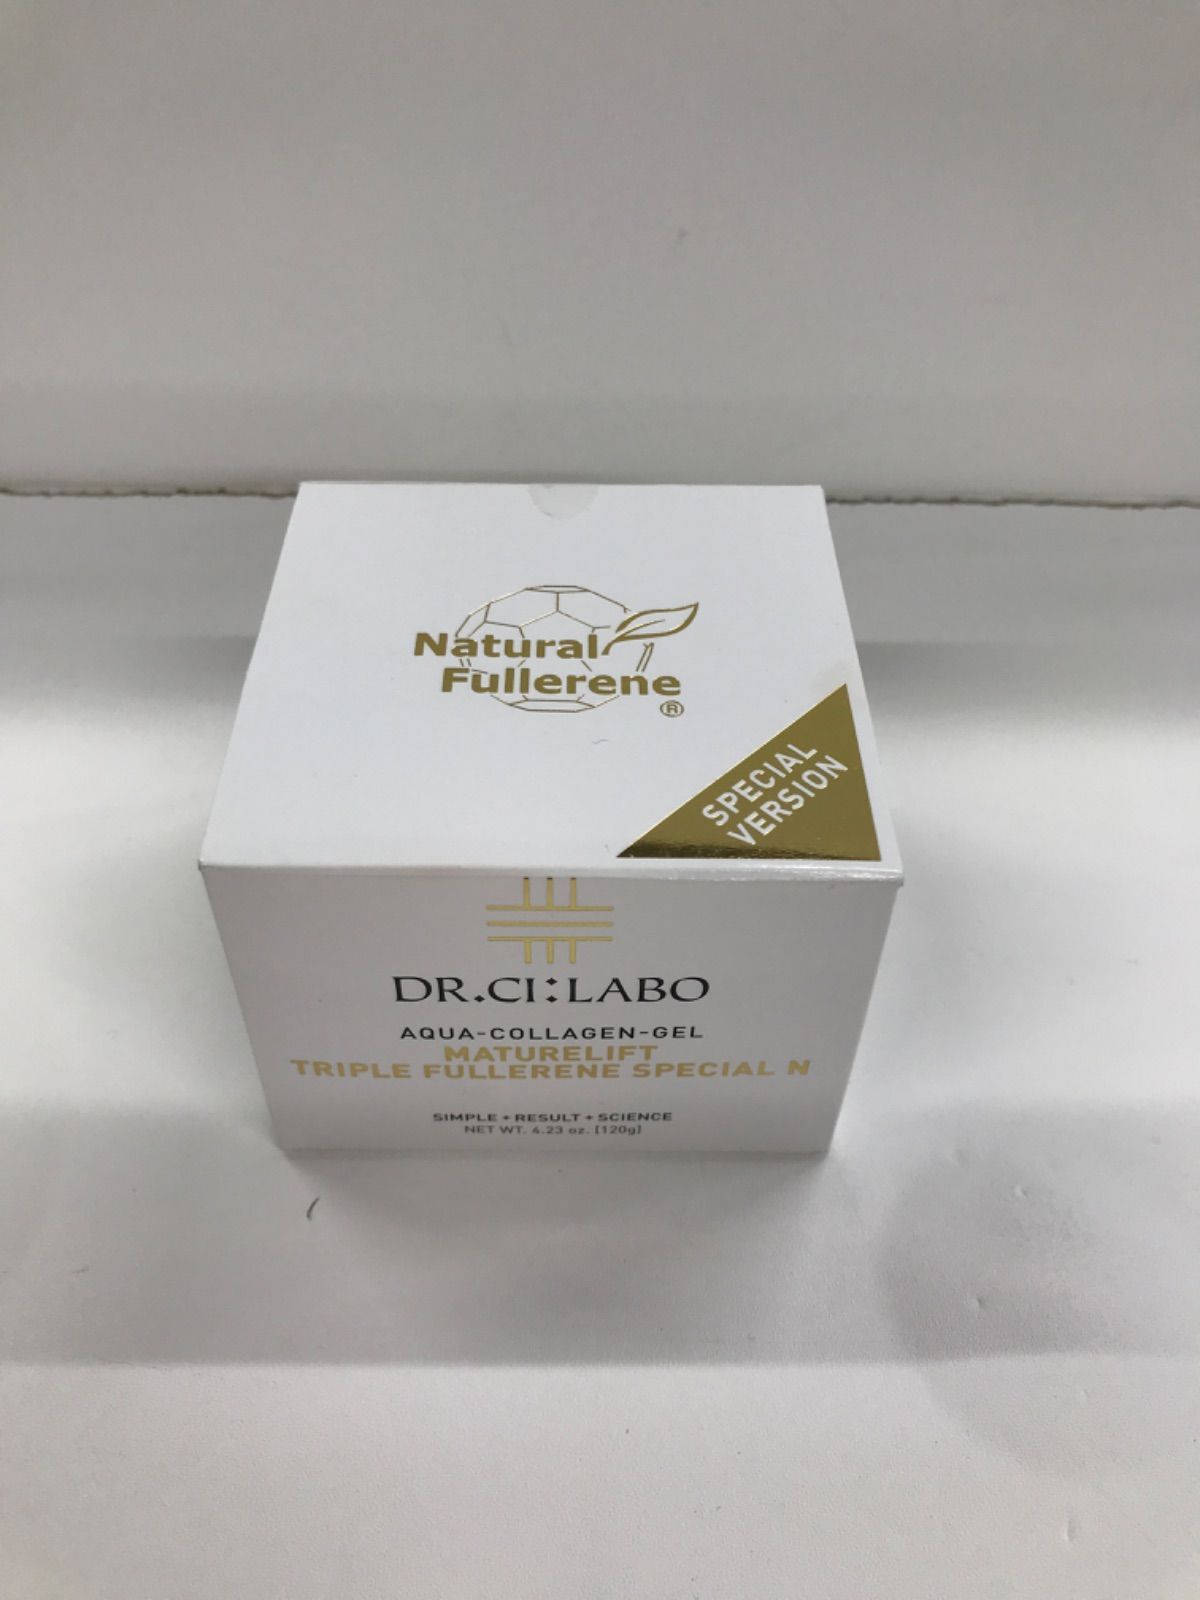 Natural
Fullerene
®
SPECIAL
VERSION
DR.CI:LABO
AQUA-COLLAGEN-GEL
MATURELIFT
TRIPLE FULLERENE SPECIAL N
SIMPLE+RESULT+SCIENCE
NET WT. 4.23 oz. [120g]